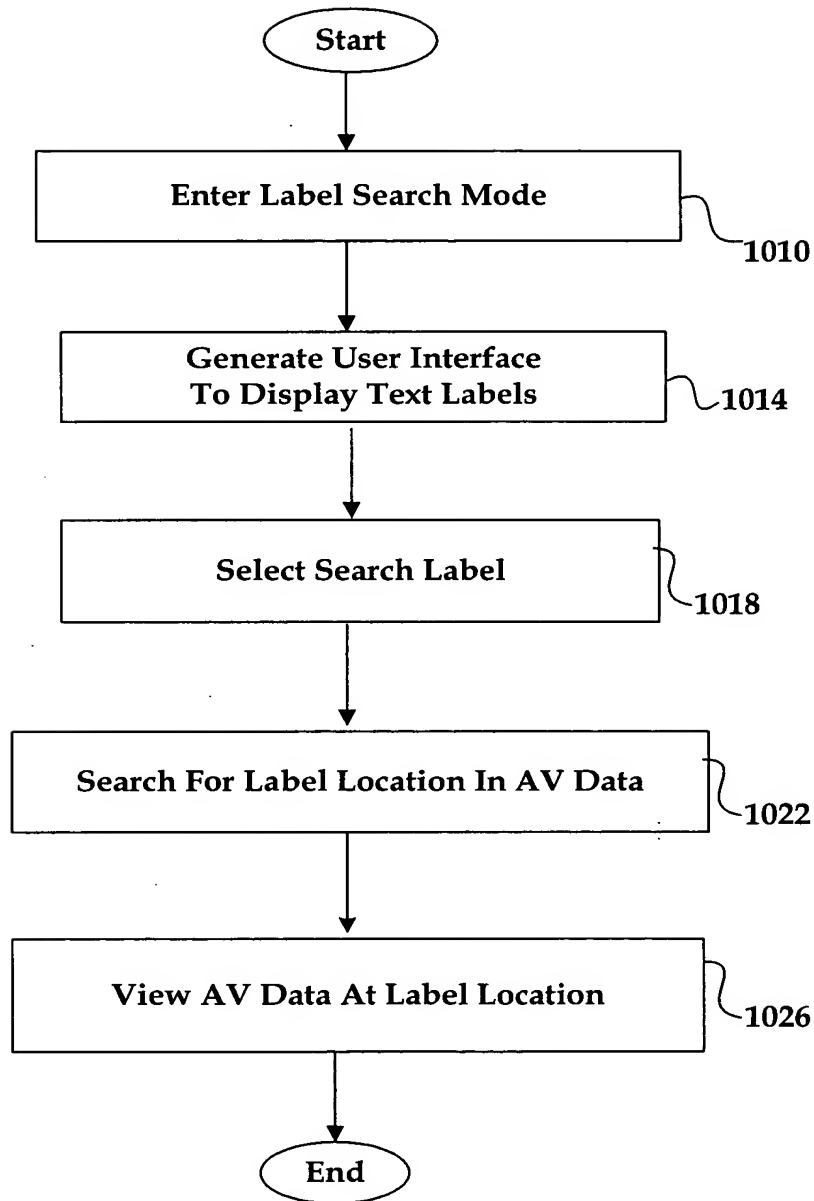 Start
Enter Label Search Mode
1010
Generate User Interface
To Display Text Labels
1014
Select Search Label
1018
Search For Label Location In AV Data
1022
View AV Data At Label Location
1026
End